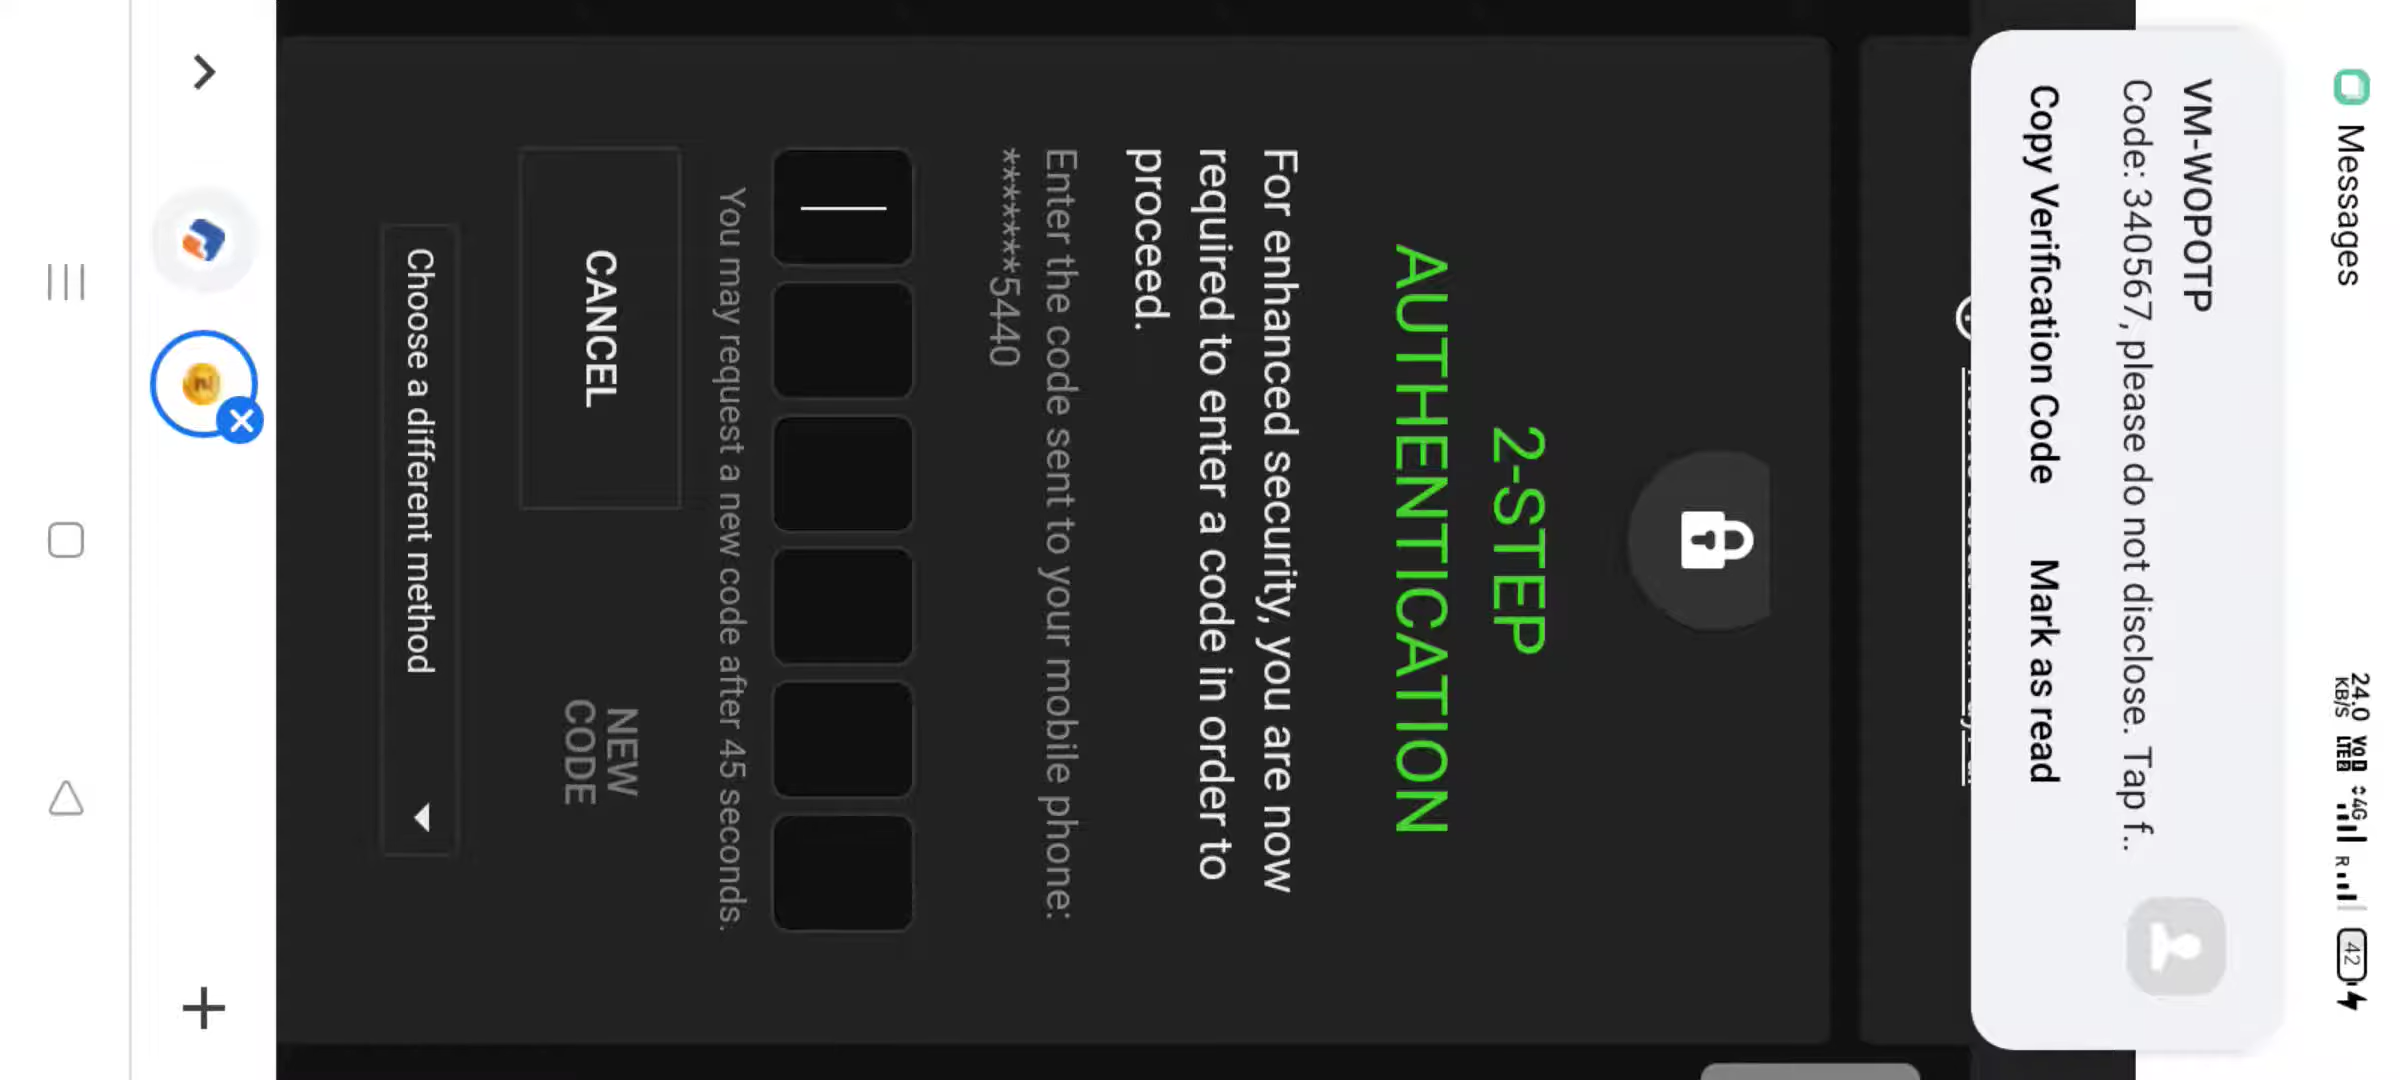 Messages
24.0
KB/S
VO
LTE2
4G
R
42
VM-WOPOTP
Code: 340567, please do not disclose. Tap f..
Copy Verification Code
Mark as read
2-STEP
AUTHENTICATION
For enhanced security, you are now
required to enter a code in order to
proceed.
Enter the code sent to your mobile phone:
*******5440
You may request a new code after 45 seconds.
CANCEL
NEW
CODE
Choose a different method